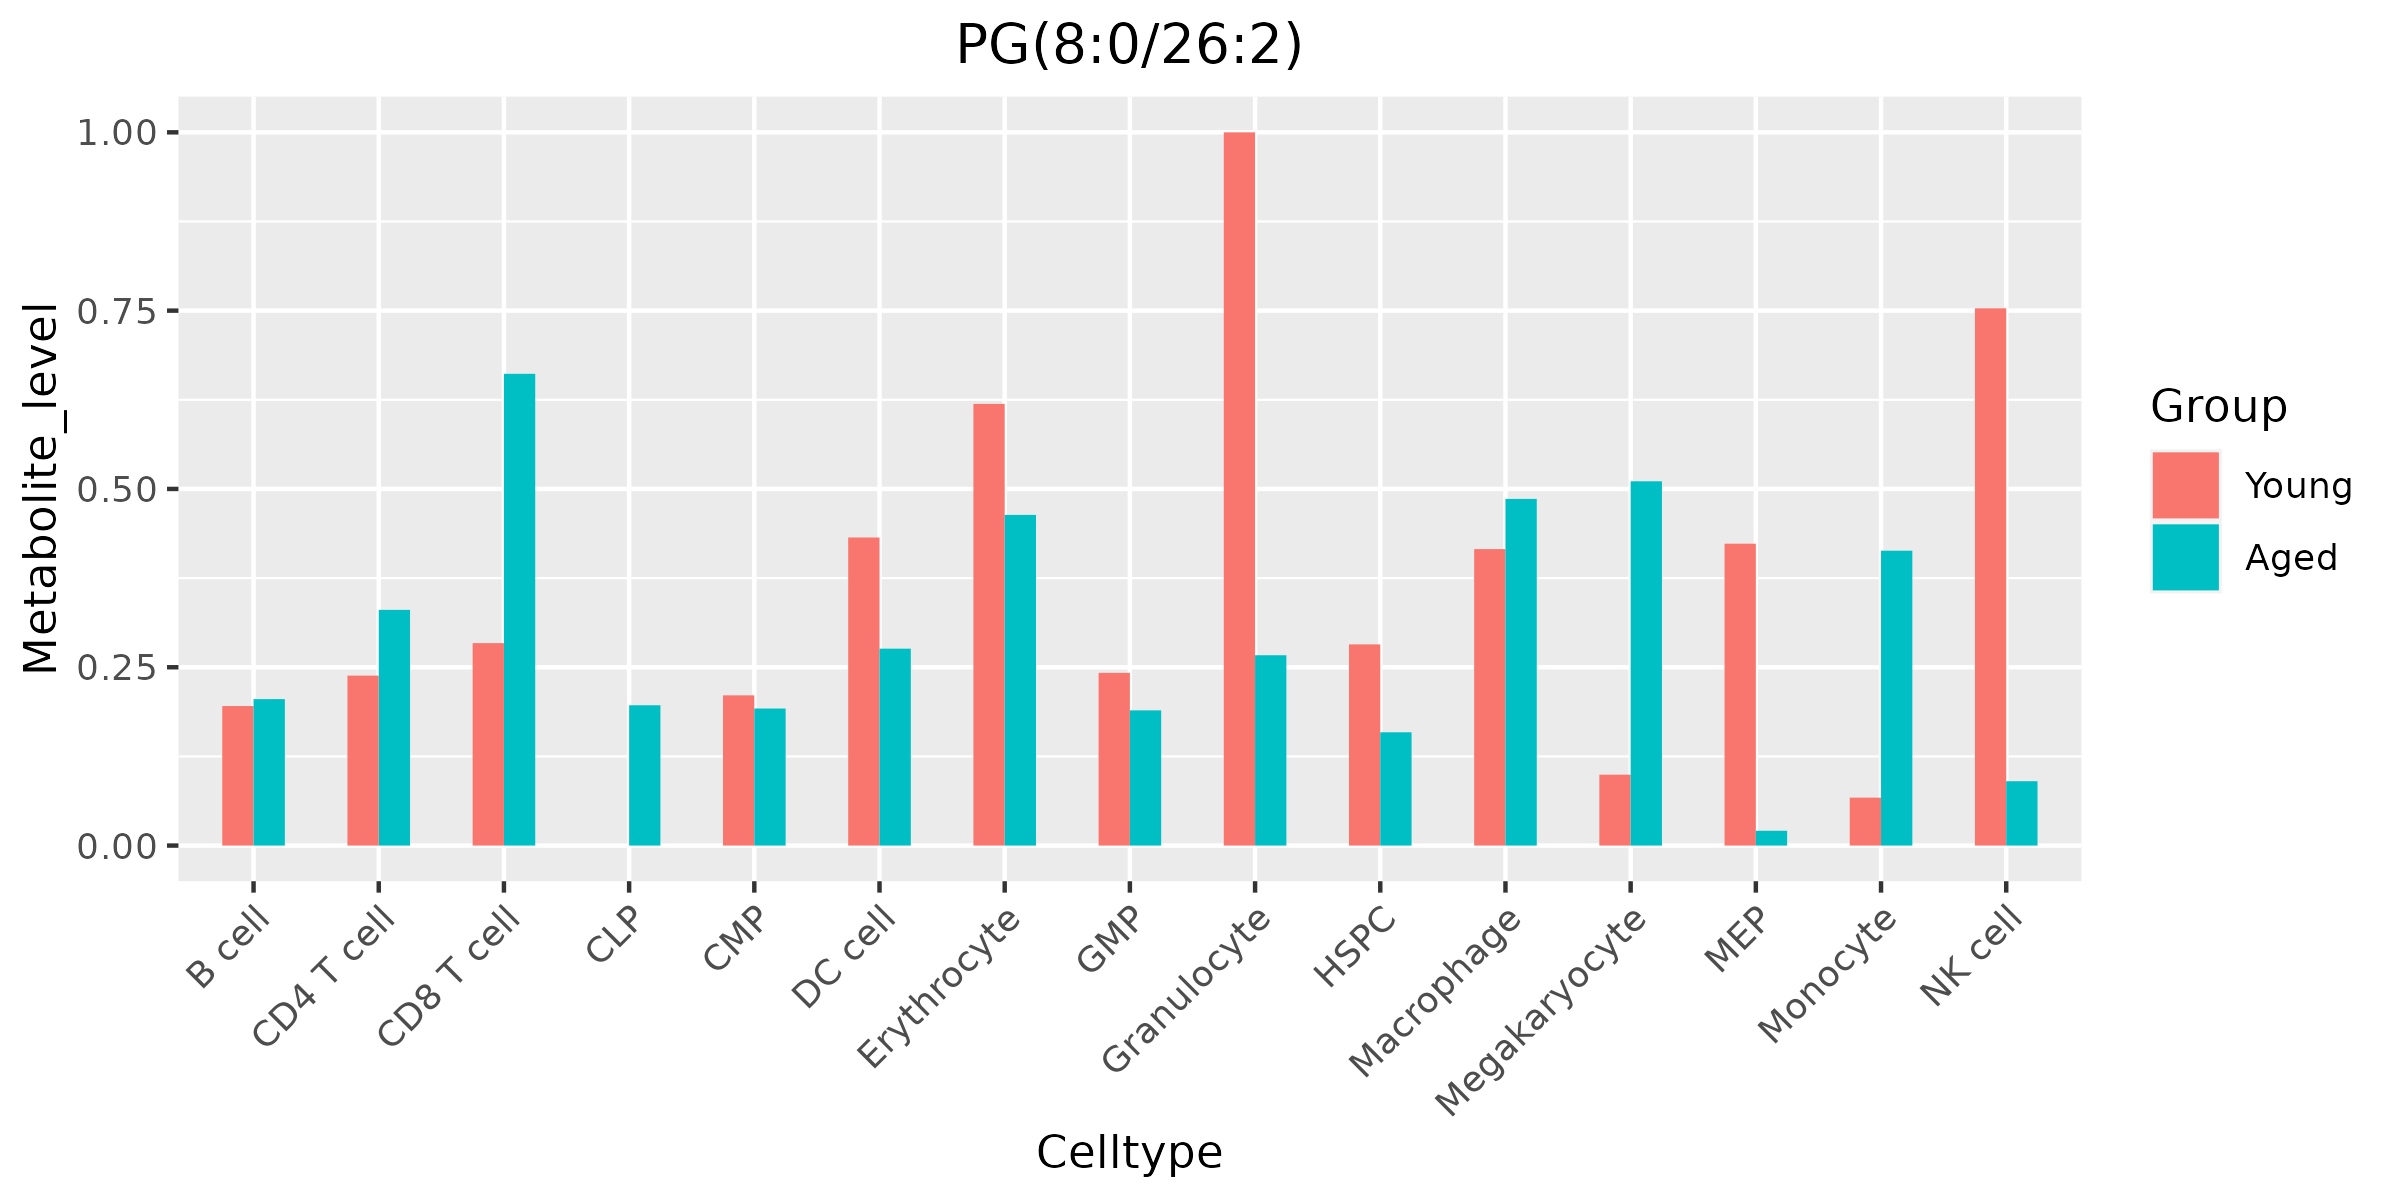 PG(8:0/26:2)
Metabolite_level
1.00
0.75
0.50
0.25
0.00
B cell
CD4 T cell
CD8 T cell
CLP
CMP
DC cell
Erythrocyte
GMP
Granulocyte
HSPC
Macrophage
Megakaryocyte
MEP
Monocyte
NK cell
Celltype
Group
Young
Aged